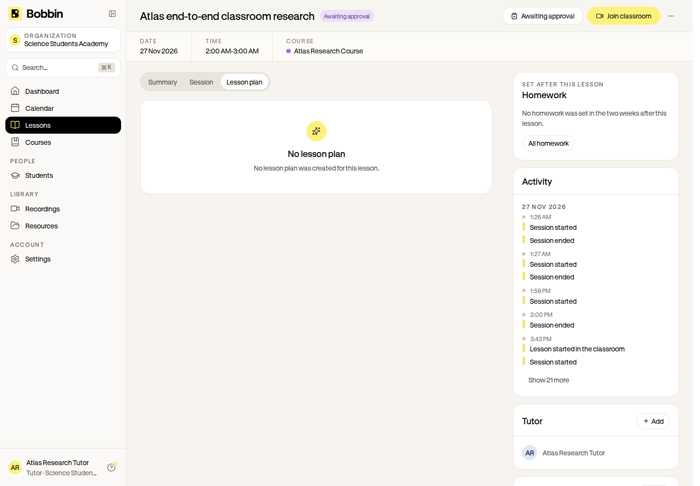 Bobbin
S
ORGANIZATION
Science Students Academy
Search...
⌘ K
Dashboard
Calendar
Lessons
Courses
PEOPLE
Students
LIBRARY
Recordings
Resources
ACCOUNT
Settings
AR
Atlas Research Tutor
Tutor · Science Studen...
Atlas end-to-end classroom research
Awaiting approval
Awaiting approval
Join classroom
DATE
27 Nov 2026
TIME
2:00 AM-3:00 AM
COURSE
Atlas Research Course
Summary
Session
Lesson plan
No lesson plan
No lesson plan was created for this lesson.
SET AFTER THIS LESSON
Homework
No homework was set in the two weeks after this
lesson.
All homework
Activity
27 NOV 2026
1:26 AM
Session started
Session ended
1:27 AM
Session started
Session ended
1:59 PM
Session started
2:00 PM
Session ended
3:43 PM
Lesson started in the classroom
Session started
Show 21 more
Tutor
+ Add
AR
Atlas Research Tutor